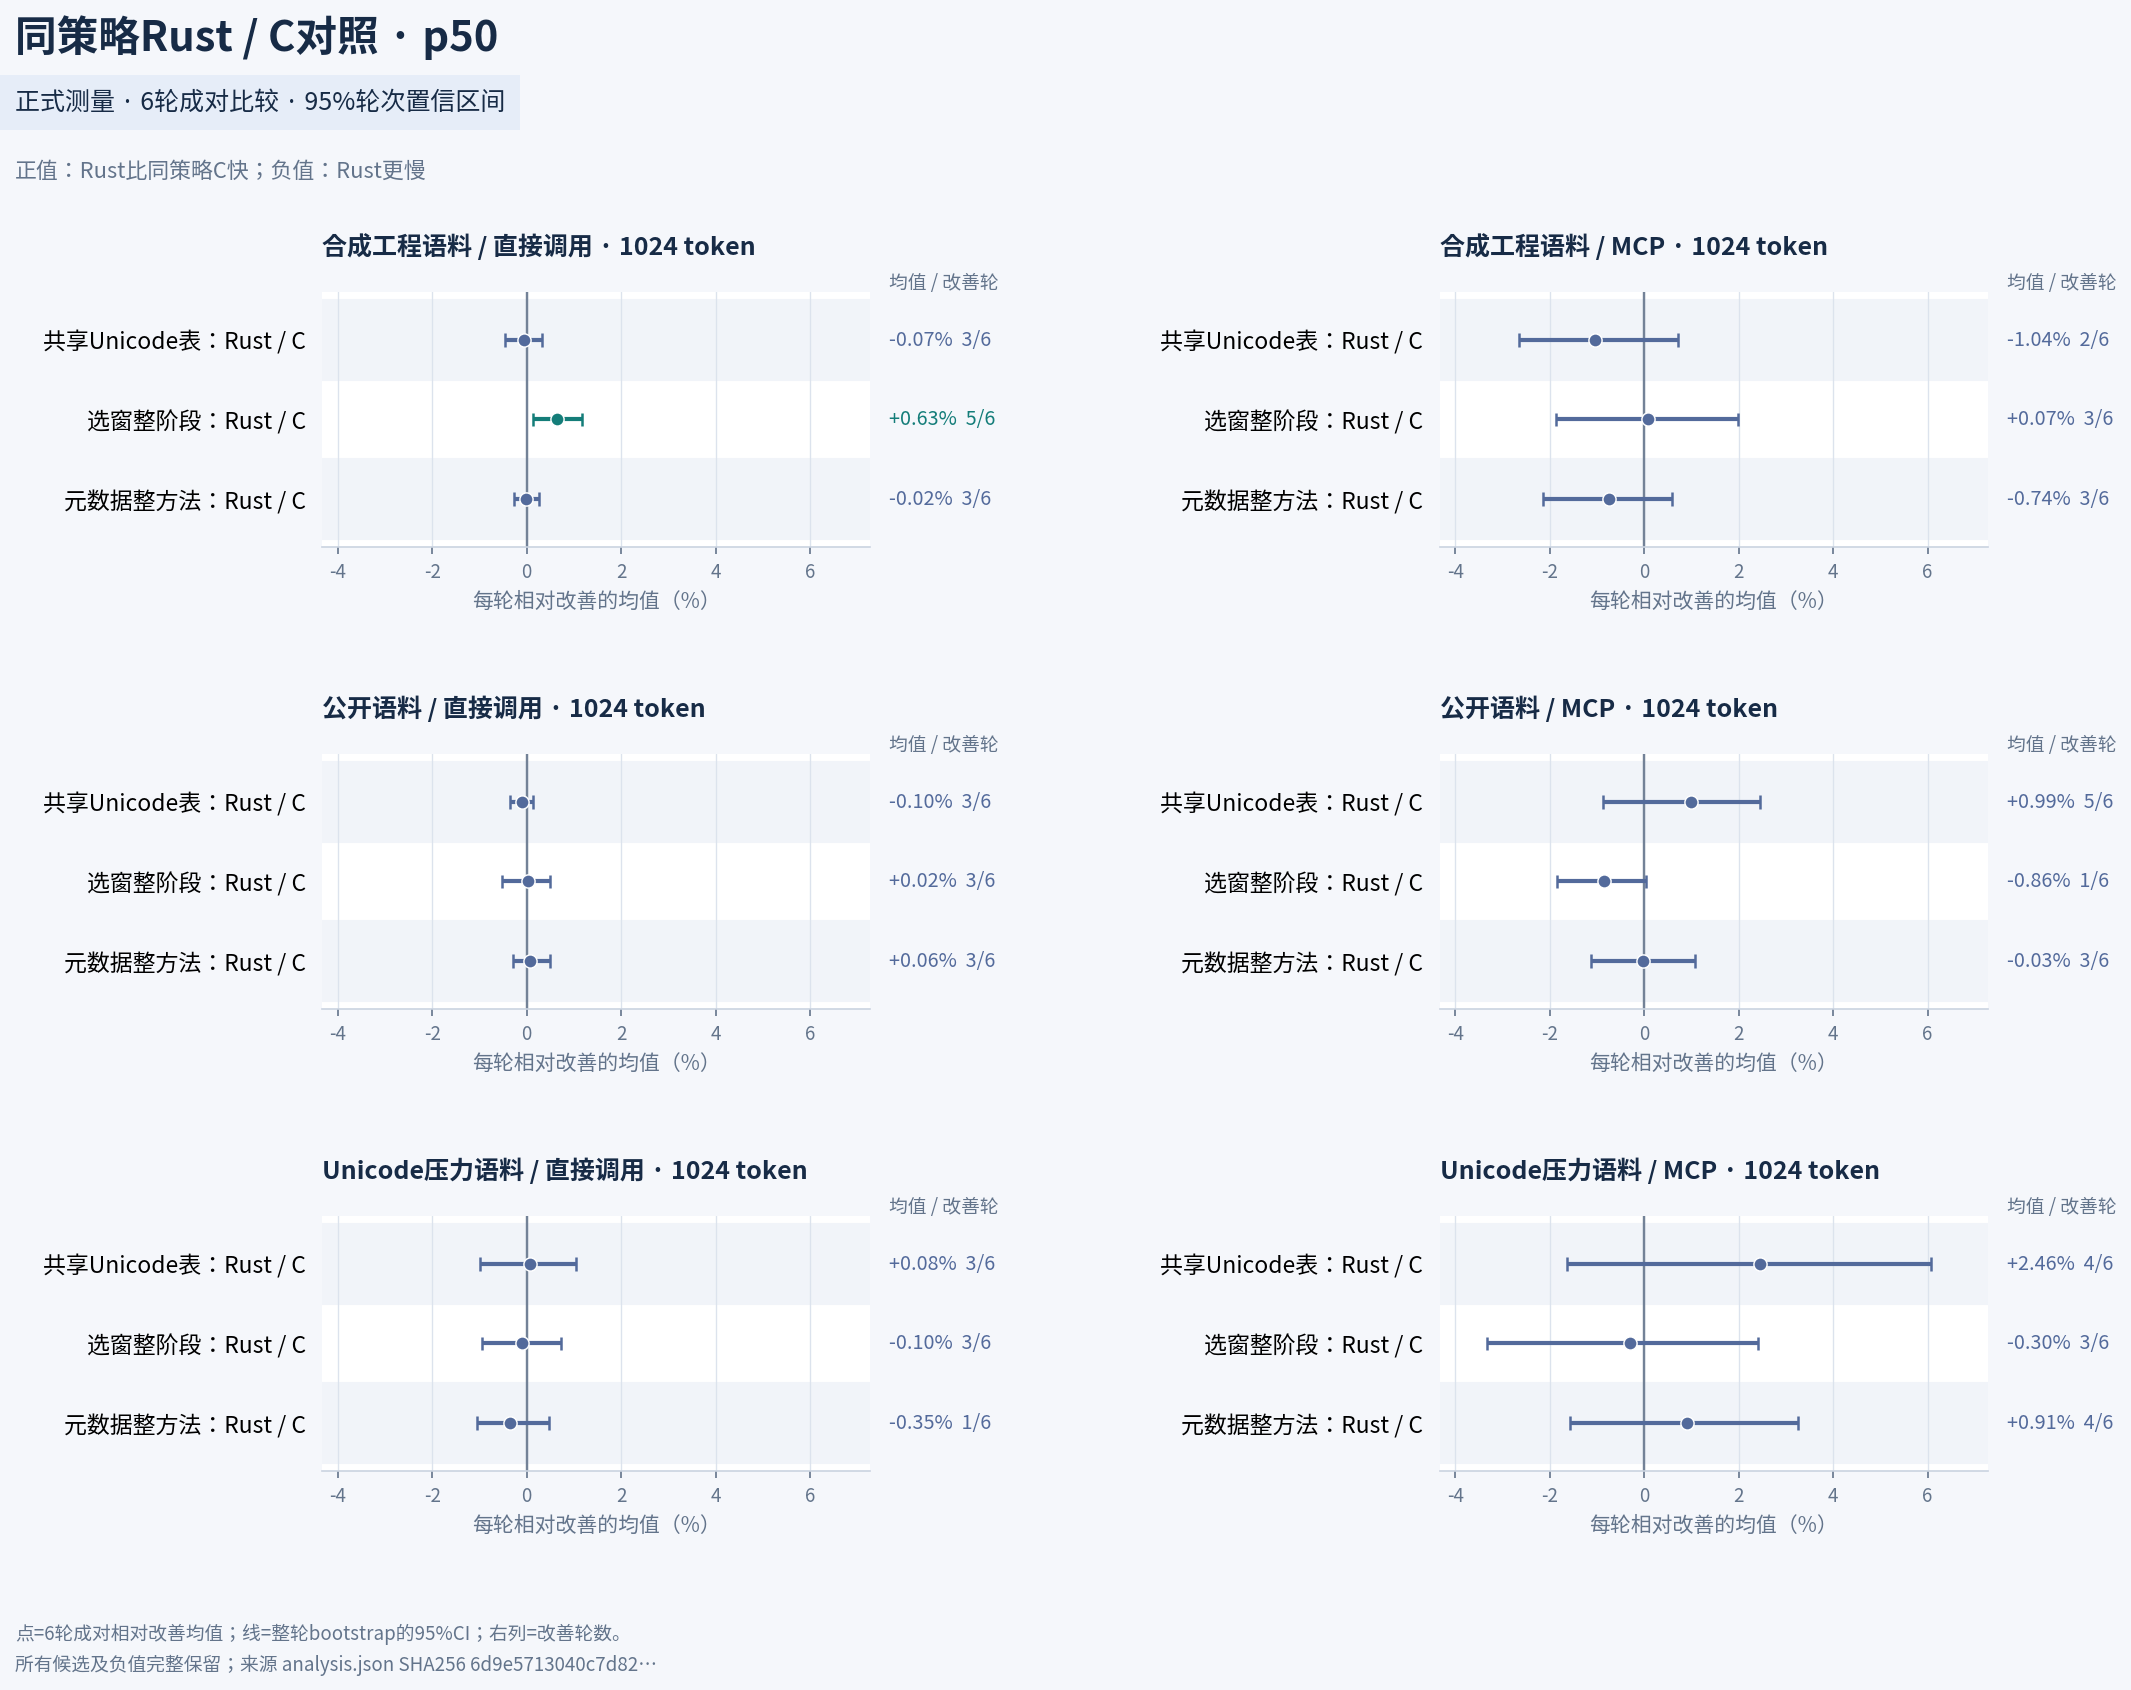 同策略Rust / C对照 · p50
正式测量 · 6轮成对比较 · 95%轮次置信区间
正值：Rust比同策略C快；负值：Rust更慢
合成工程语料 / 直接调用 · 1024 token
均值 / 改善轮
共享Unicode表：Rust / C
-0.07% 3/6
选窗整阶段：Rust / C
+0.63% 5/6
元数据整方法：Rust / C
-0.02% 3/6
-4 -2 0 2 4 6
每轮相对改善的均值（%）
合成工程语料 / MCP · 1024 token
均值 / 改善轮
共享Unicode表：Rust / C
-1.04% 2/6
选窗整阶段：Rust / C
+0.07% 3/6
元数据整方法：Rust / C
-0.74% 3/6
-4 -2 0 2 4 6
每轮相对改善的均值（%）
公开语料 / 直接调用 · 1024 token
均值 / 改善轮
共享Unicode表：Rust / C
-0.10% 3/6
选窗整阶段：Rust / C
+0.02% 3/6
元数据整方法：Rust / C
+0.06% 3/6
-4 -2 0 2 4 6
每轮相对改善的均值（%）
公开语料 / MCP · 1024 token
均值 / 改善轮
共享Unicode表：Rust / C
+0.99% 5/6
选窗整阶段：Rust / C
-0.86% 1/6
元数据整方法：Rust / C
-0.03% 3/6
-4 -2 0 2 4 6
每轮相对改善的均值（%）
Unicode压力语料 / 直接调用 · 1024 token
均值 / 改善轮
共享Unicode表：Rust / C
+0.08% 3/6
选窗整阶段：Rust / C
-0.10% 3/6
元数据整方法：Rust / C
-0.35% 1/6
-4 -2 0 2 4 6
每轮相对改善的均值（%）
Unicode压力语料 / MCP · 1024 token
均值 / 改善轮
共享Unicode表：Rust / C
+2.46% 4/6
选窗整阶段：Rust / C
-0.30% 3/6
元数据整方法：Rust / C
+0.91% 4/6
-4 -2 0 2 4 6
每轮相对改善的均值（%）
点=6轮成对相对改善均值；线=整轮bootstrap的95%CI；右列=改善轮数。
所有候选及负值完整保留；来源 analysis.json SHA256 6d9e5713040c7d82…